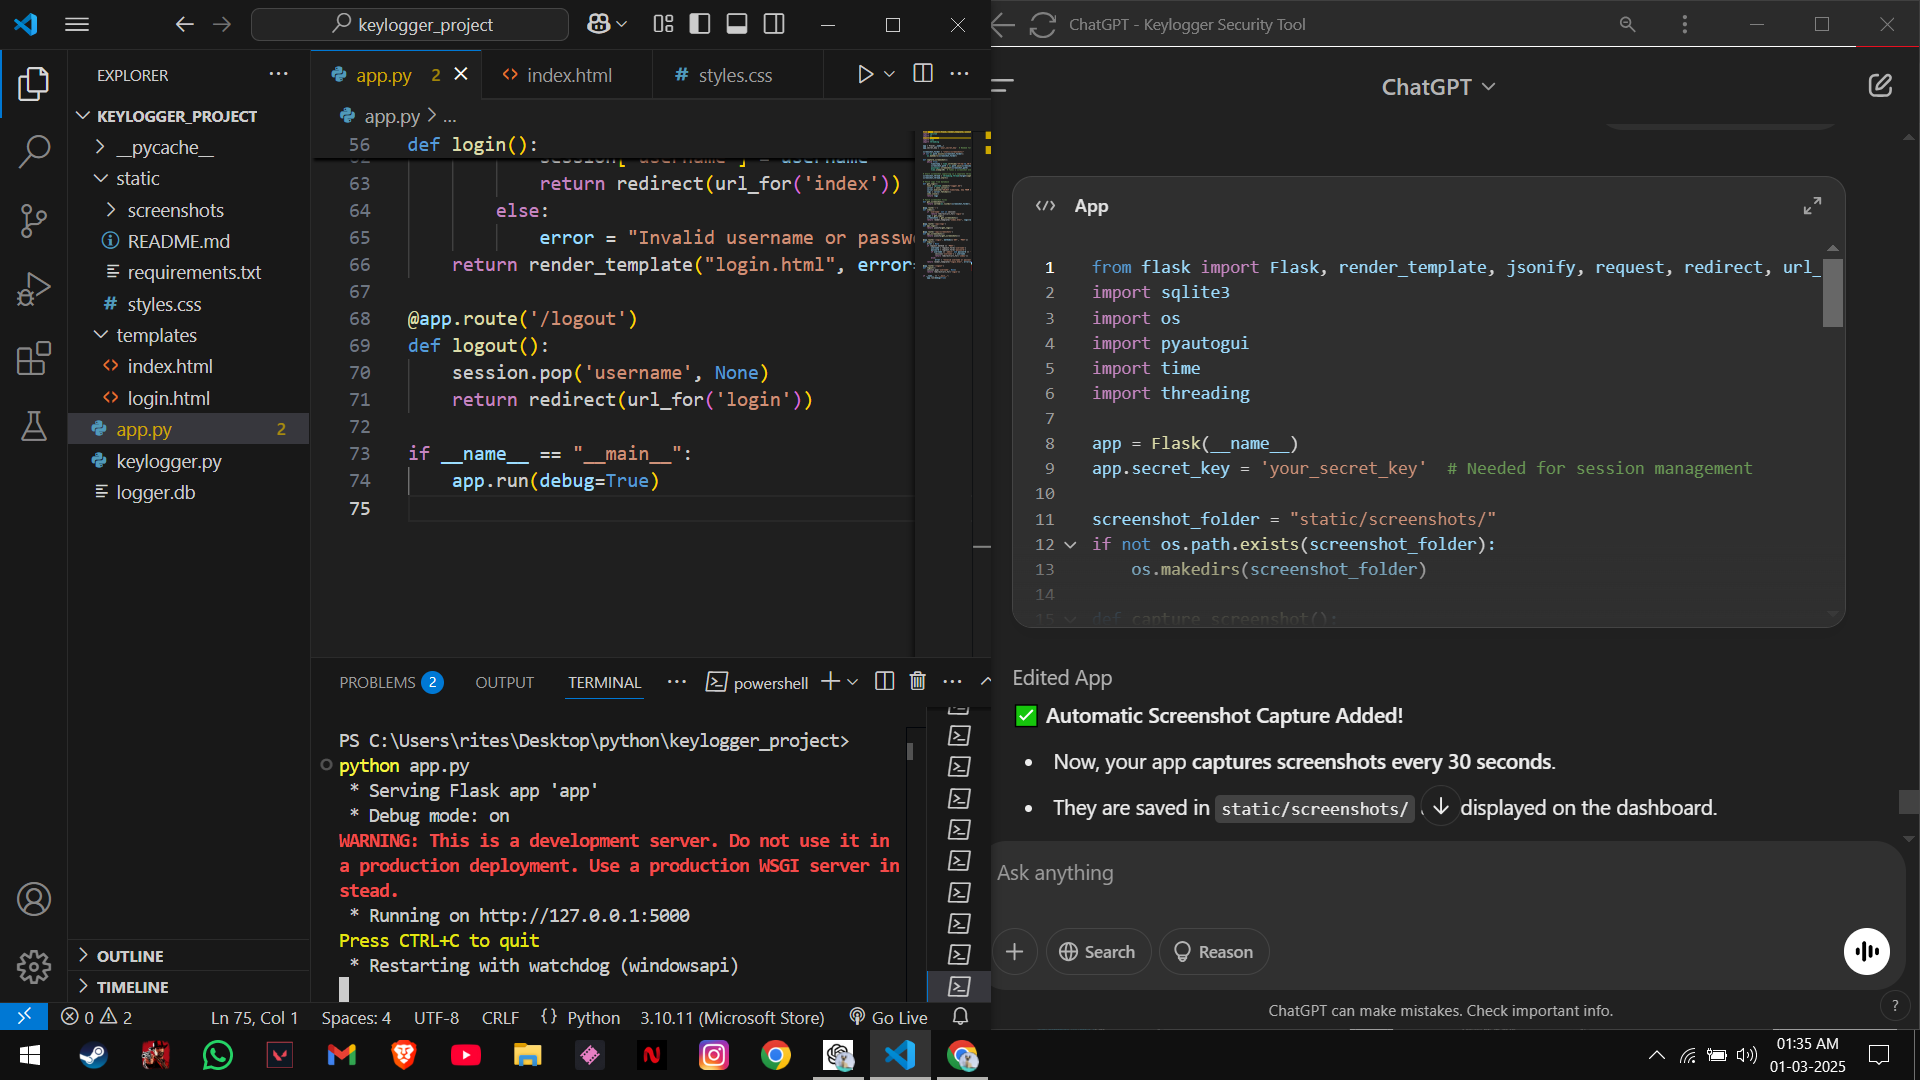 keylogger_project
EXPLORER
KEYLOGGER_PROJECT
__pycache__
static
screenshots
README.md
requirements.txt
styles.css
templates
index.html
login.html
app.py 2
keylogger.py
logger.db
OUTLINE
TIMELINE
app.py 2
index.html
styles.css
app.py > ...
56 def login():
63 return redirect(url_for('index'))
64 else:
65 error = "Invalid username or passw
66 return render_template("login.html", error=
67
68 @app.route('/logout')
69 def logout():
70 session.pop('username', None)
71 return redirect(url_for('login'))
72
73 if __name__ == "__main__":
74 app.run(debug=True)
75
PROBLEMS 2 OUTPUT TERMINAL powershell
PS C:\Users\rites\Desktop\python\keylogger_project>
python app.py
* Serving Flask app 'app'
* Debug mode: on
WARNING: This is a development server. Do not use it in
a production deployment. Use a production WSGI server in
stead.
* Running on http://127.0.0.1:5000
Press CTRL+C to quit
* Restarting with watchdog (windowsapi)
0 2 Ln 75, Col 1 Spaces: 4 UTF-8 CRLF {} Python 3.10.11 (Microsoft Store) Go Live
ChatGPT - Keylogger Security Tool
ChatGPT
App
1 from flask import Flask, render_template, jsonify, request, redirect, url_
2 import sqlite3
3 import os
4 import pyautogui
5 import time
6 import threading
7
8 app = Flask(__name__)
9 app.secret_key = 'your_secret_key' # Needed for session management
10
11 screenshot_folder = "static/screenshots/"
12 if not os.path.exists(screenshot_folder):
13 os.makedirs(screenshot_folder)
14
15 def capture_screenshot():
Edited App
Automatic Screenshot Capture Added!
• Now, your app captures screenshots every 30 seconds.
• They are saved in static/screenshots/ displayed on the dashboard.
Ask anything
Search
Reason
ChatGPT can make mistakes. Check important info.
?
01:35 AM
01-03-2025